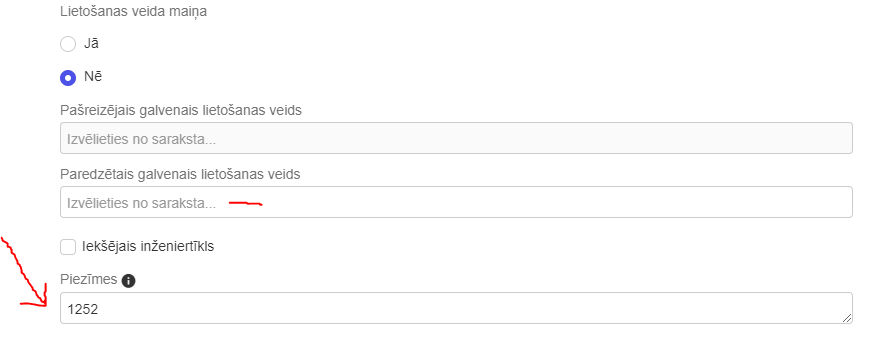 Lietošanas veida maiņa
Jā
Nē
Pašreizējais galvenais lietošanas veids
Izvēlieties no saraksta...
Paredzētais galvenais lietošanas veids
Izvēlieties no saraksta...
Iekšējais inženiertīkls
Piezīmes
1252